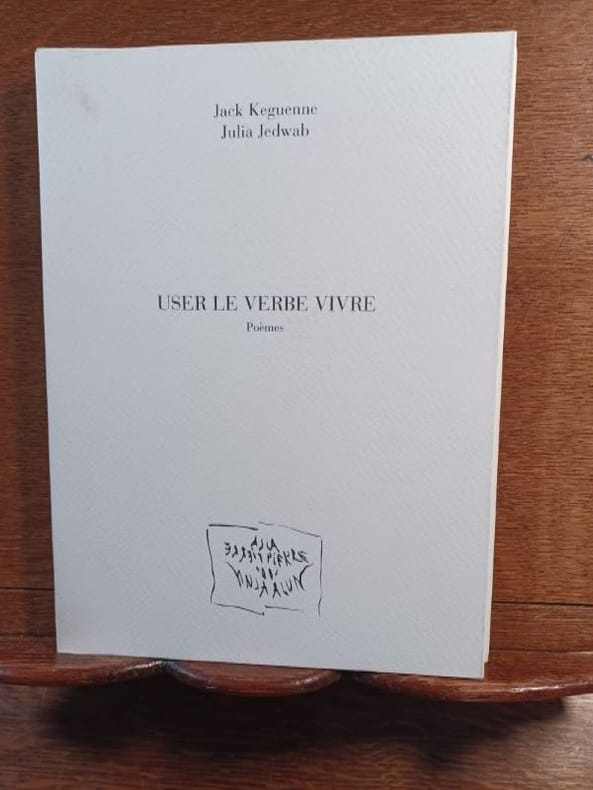 Jack Keguenne
Julia Jedwab
USER LE VERBE VIVRE
Poèmes